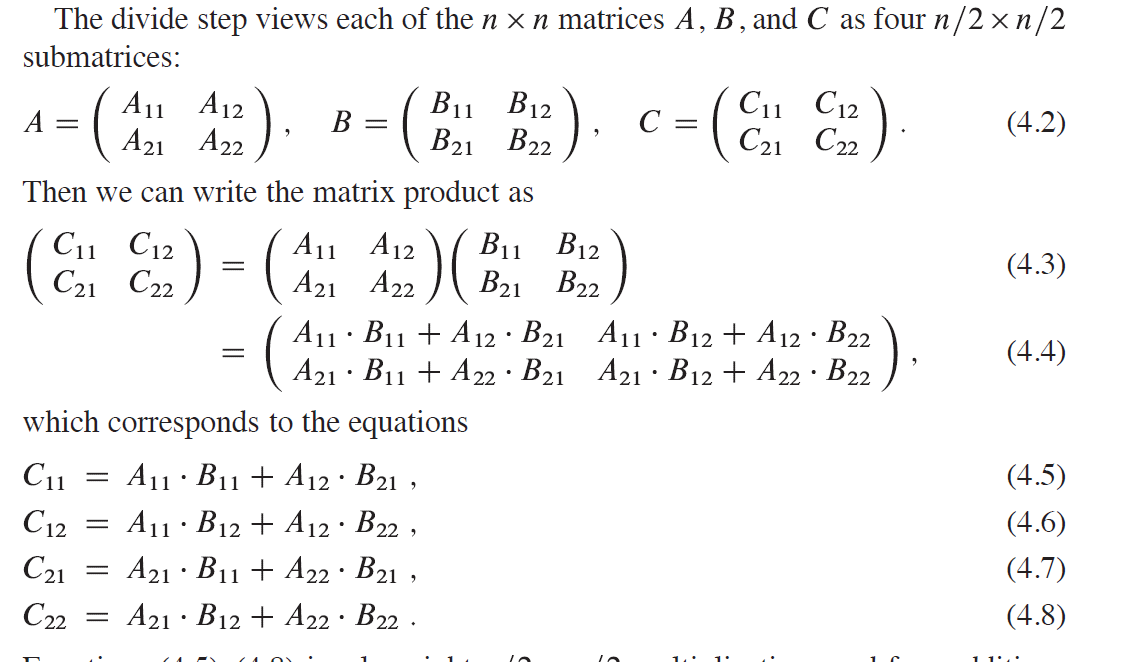 The divide step views each of the n × n matrices A, B, and C as four n/2 × n/2
submatrices:
A = ( A₁₁ A₁₂ ) , B = ( B₁₁ B₁₂ ) , C = ( C₁₁ C₁₂ ) . (4.2)
A₂₁ A₂₂ B₂₁ B₂₂ C₂₁ C₂₂
Then we can write the matrix product as
( C₁₁ C₁₂ ) = ( A₁₁ A₁₂ ) ( B₁₁ B₁₂ ) (4.3)
C₂₁ C₂₂ A₂₁ A₂₂ B₂₁ B₂₂
= ( A₁₁ · B₁₁ + A₁₂ · B₂₁ A₁₁ · B₁₂ + A₁₂ · B₂₂ ) , (4.4)
A₂₁ · B₁₁ + A₂₂ · B₂₁ A₂₁ · B₁₂ + A₂₂ · B₂₂
which corresponds to the equations
C₁₁ = A₁₁ · B₁₁ + A₁₂ · B₂₁ , (4.5)
C₁₂ = A₁₁ · B₁₂ + A₁₂ · B₂₂ , (4.6)
C₂₁ = A₂₁ · B₁₁ + A₂₂ · B₂₁ , (4.7)
C₂₂ = A₂₁ · B₁₂ + A₂₂ · B₂₂ . (4.8)